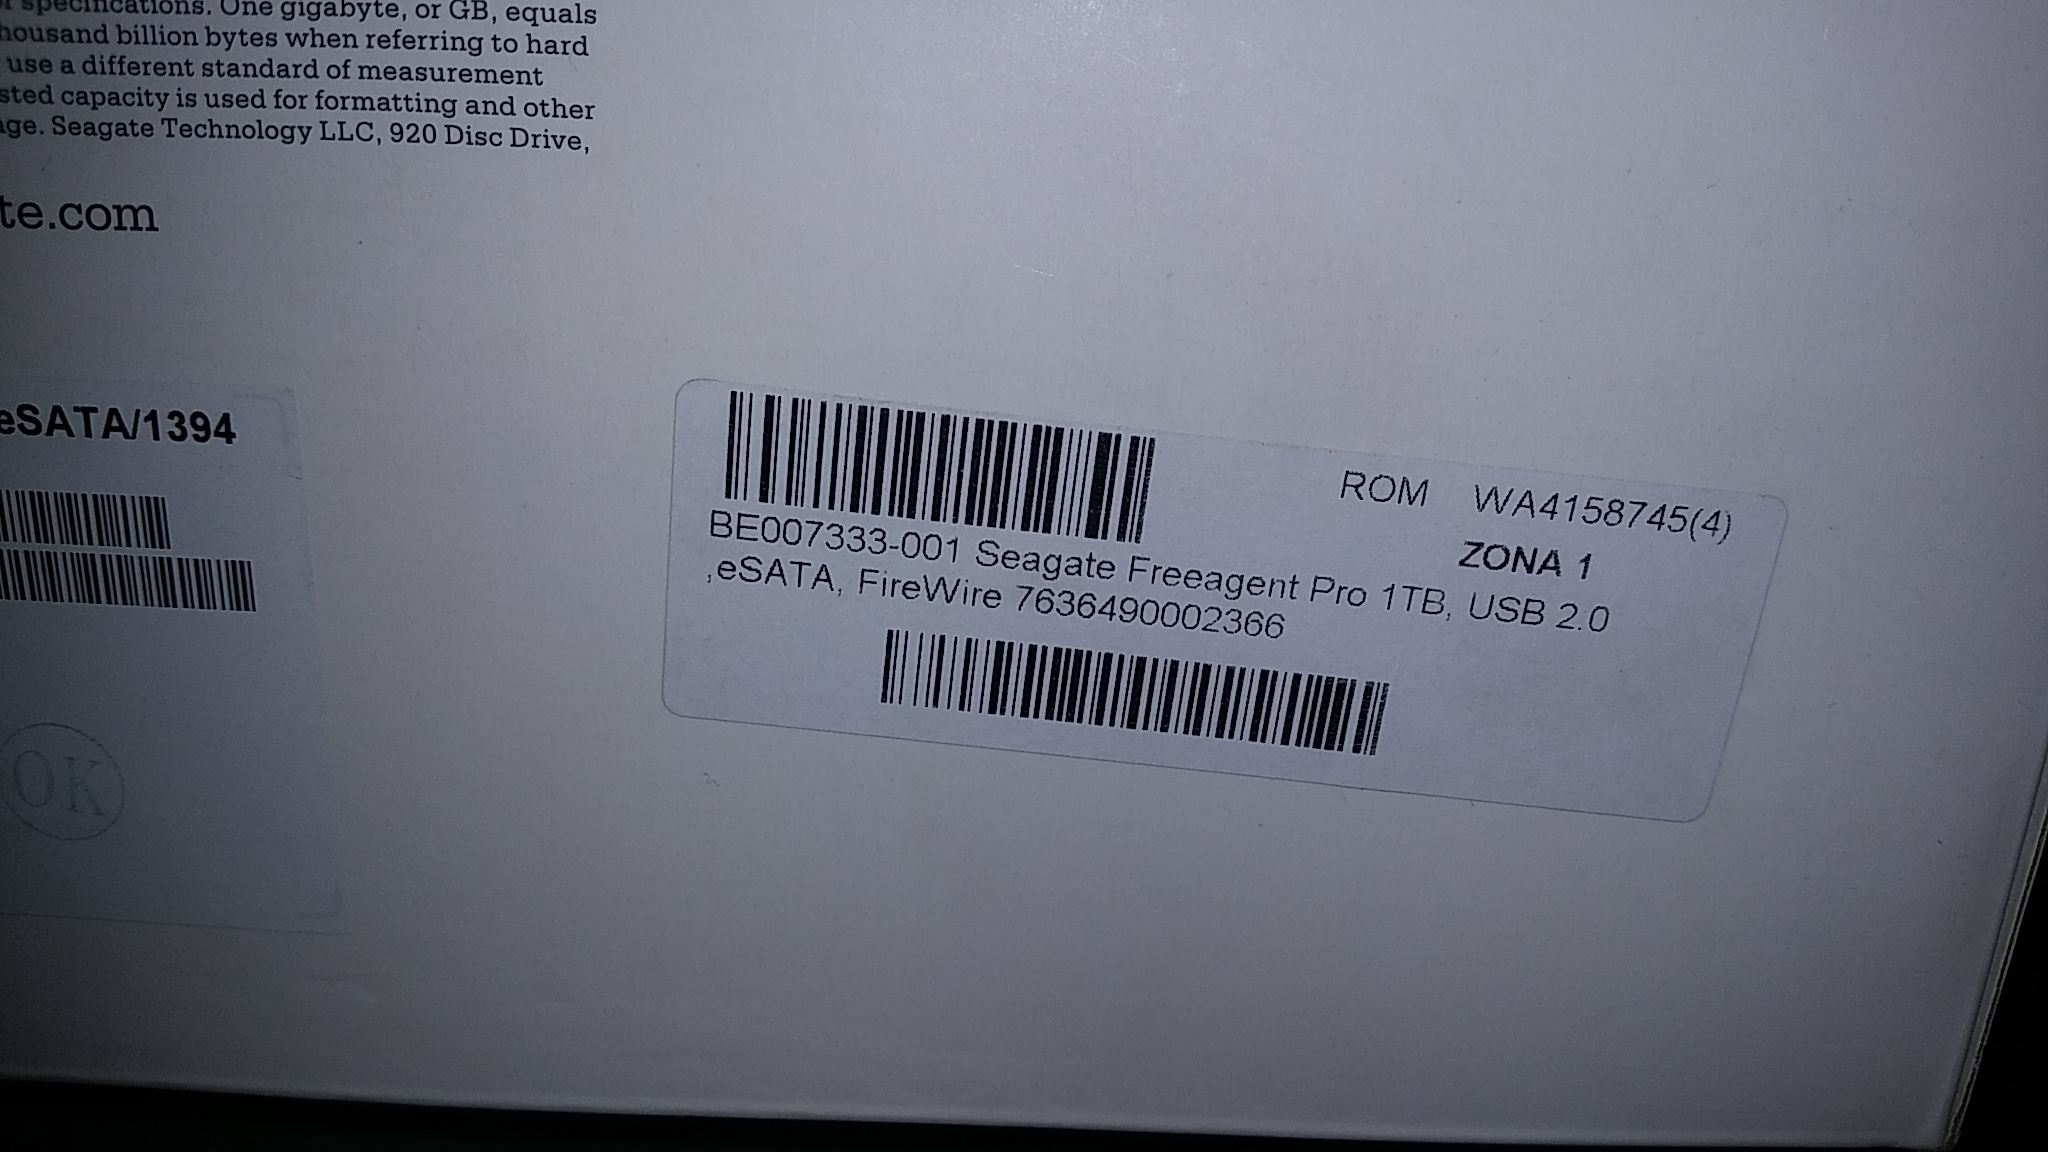 specifications. One gigabyte, or GB, equals
housand billion bytes when referring to hard
use a different standard of measurement
sted capacity is used for formatting and other
age. Seagate Technology LLC, 920 Disc Drive,
te.com
eSATA/1394
OK
ROM WA4158745(4)
ZONA 1
BE007333-001 Seagate Freeagent Pro 1TB, USB 2.0
,eSATA, FireWire 7636490002366